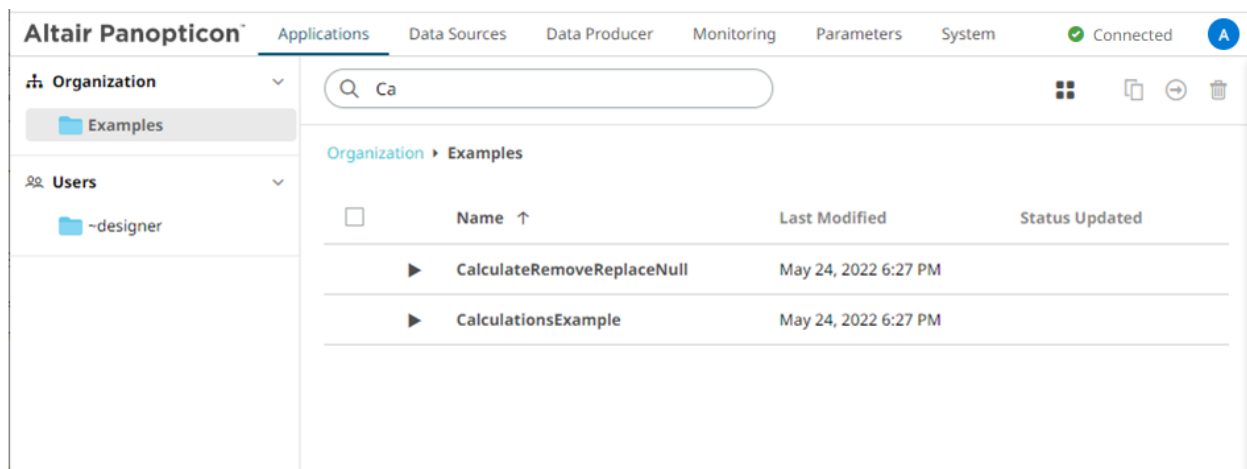 Altair Panopticon™ Applications Data Sources Data Producer Monitoring Parameters System Connected A
Organization
Ca
Examples
Organization ▸ Examples
Users
~designer
Name ↑ Last Modified Status Updated
CalculateRemoveReplaceNull May 24, 2022 6:27 PM
CalculationsExample May 24, 2022 6:27 PM